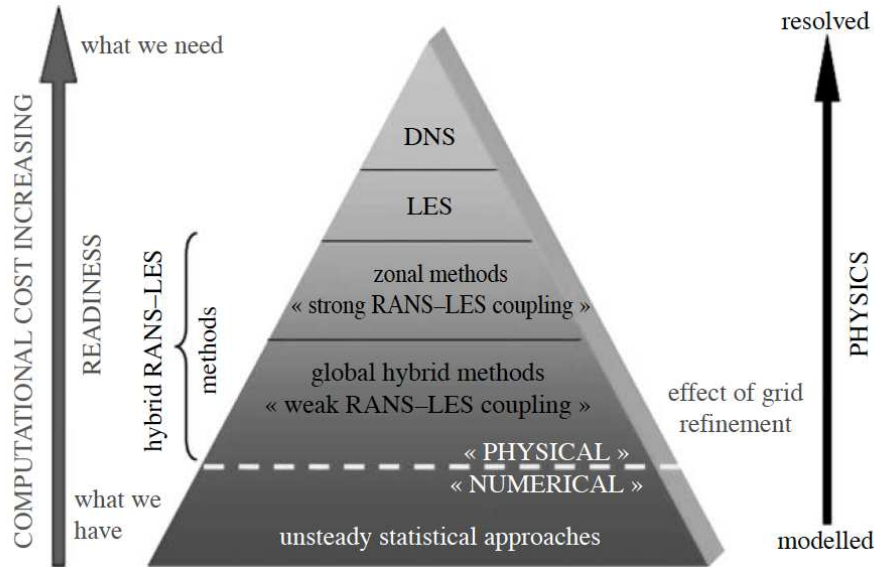 what we need
resolved
COMPUTATIONAL COST INCREASING
READINESS
hybrid RANS–LES
methods
DNS
LES
zonal methods
« strong RANS–LES coupling »
global hybrid methods
« weak RANS–LES coupling »
effect of grid
refinement
PHYSICS
« PHYSICAL »
« NUMERICAL »
what we
have
unsteady statistical approaches
modelled